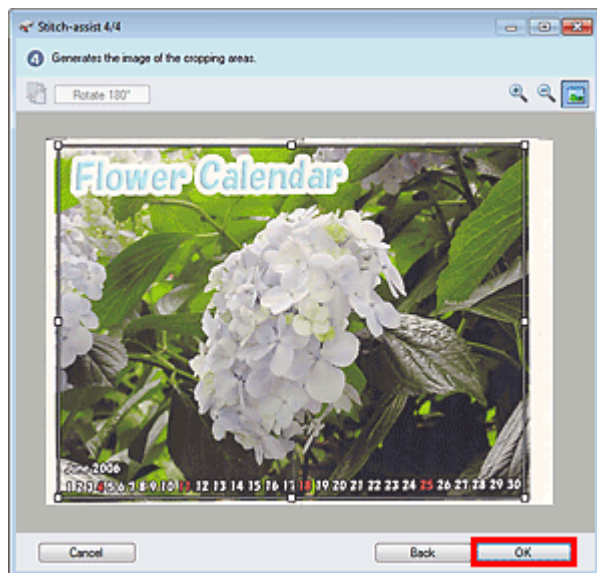 Stitch-assist 4/4
4 Generates the image of the cropping areas.
Rotate 180°
Flower Calendar
June 2006
1 2 3 4 5 6 7 8 9 10 11 12 13 14 15 16 17 18 19 20 21 22 23 24 25 26 27 28 29 30
Cancel Back OK